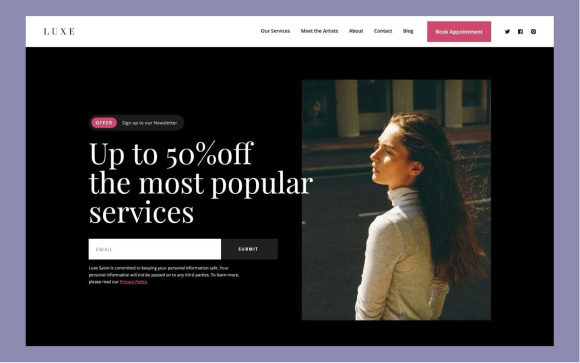 LUXE
Our Services Meet the Artists About Contact Blog Book Appointment
OFFER Sign up to our Newsletter
Up to 50%off
the most popular
services
EMAIL SUBMIT
Luxe Salon is committed to keeping your personal information safe. Your
personal information will not be passed on to any third parties. To learn more,
please read our Privacy Policy.